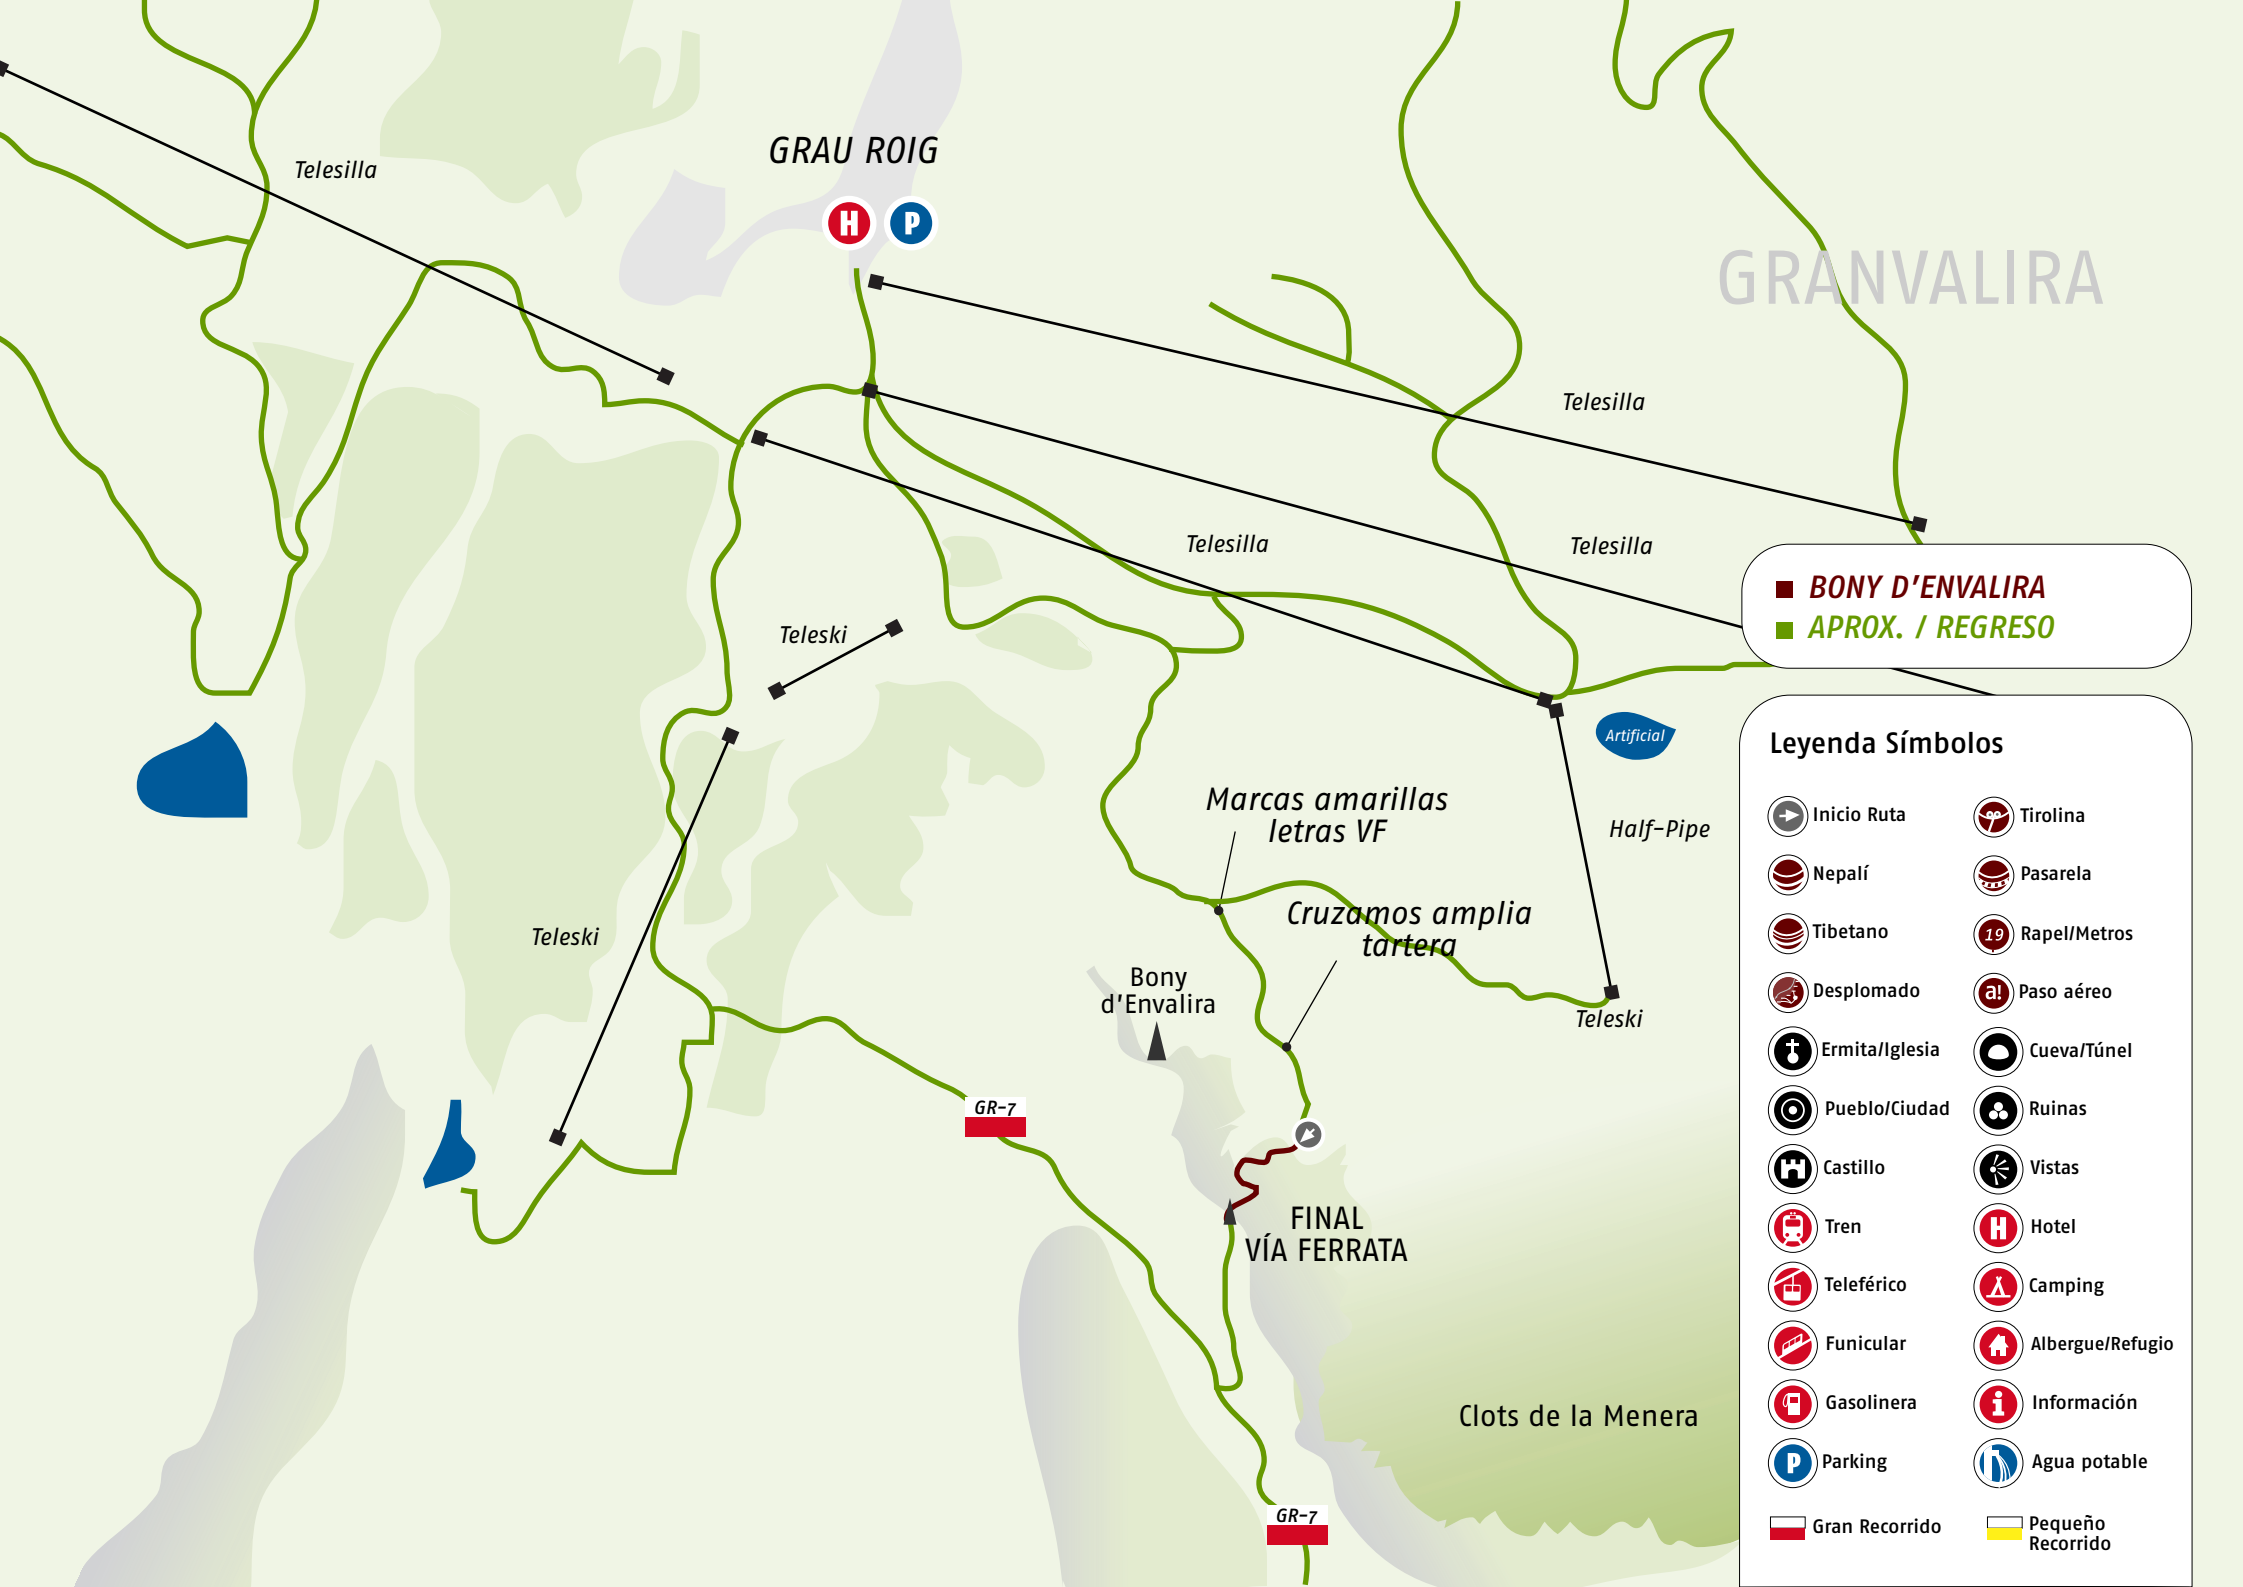 GRAU ROIG
Telesilla
H
P
GRANVALIRA
Telesilla
Telesilla
Telesilla
BONY D'ENVALIRA
APROX. / REGRESO
Teleski
Artificial
Marcas amarillas
letras VF
Half-Pipe
Cruzamos amplia
tartera
Teleski
Bony
d'Envalira
Teleski
GR-7
FINAL
VÍA FERRATA
Clots de la Menera
GR-7
Leyenda Símbolos
Inicio Ruta
Tirolina
Nepalí
Pasarela
Tibetano
19
Rapel/Metros
Desplomado
a!
Paso aéreo
Ermita/Iglesia
Cueva/Túnel
Pueblo/Ciudad
Ruinas
Castillo
Vistas
Tren
H
Hotel
Teleférico
Camping
Funicular
Albergue/Refugio
Gasolinera
i
Información
P
Parking
Agua potable
Gran Recorrido
Pequeño
Recorrido